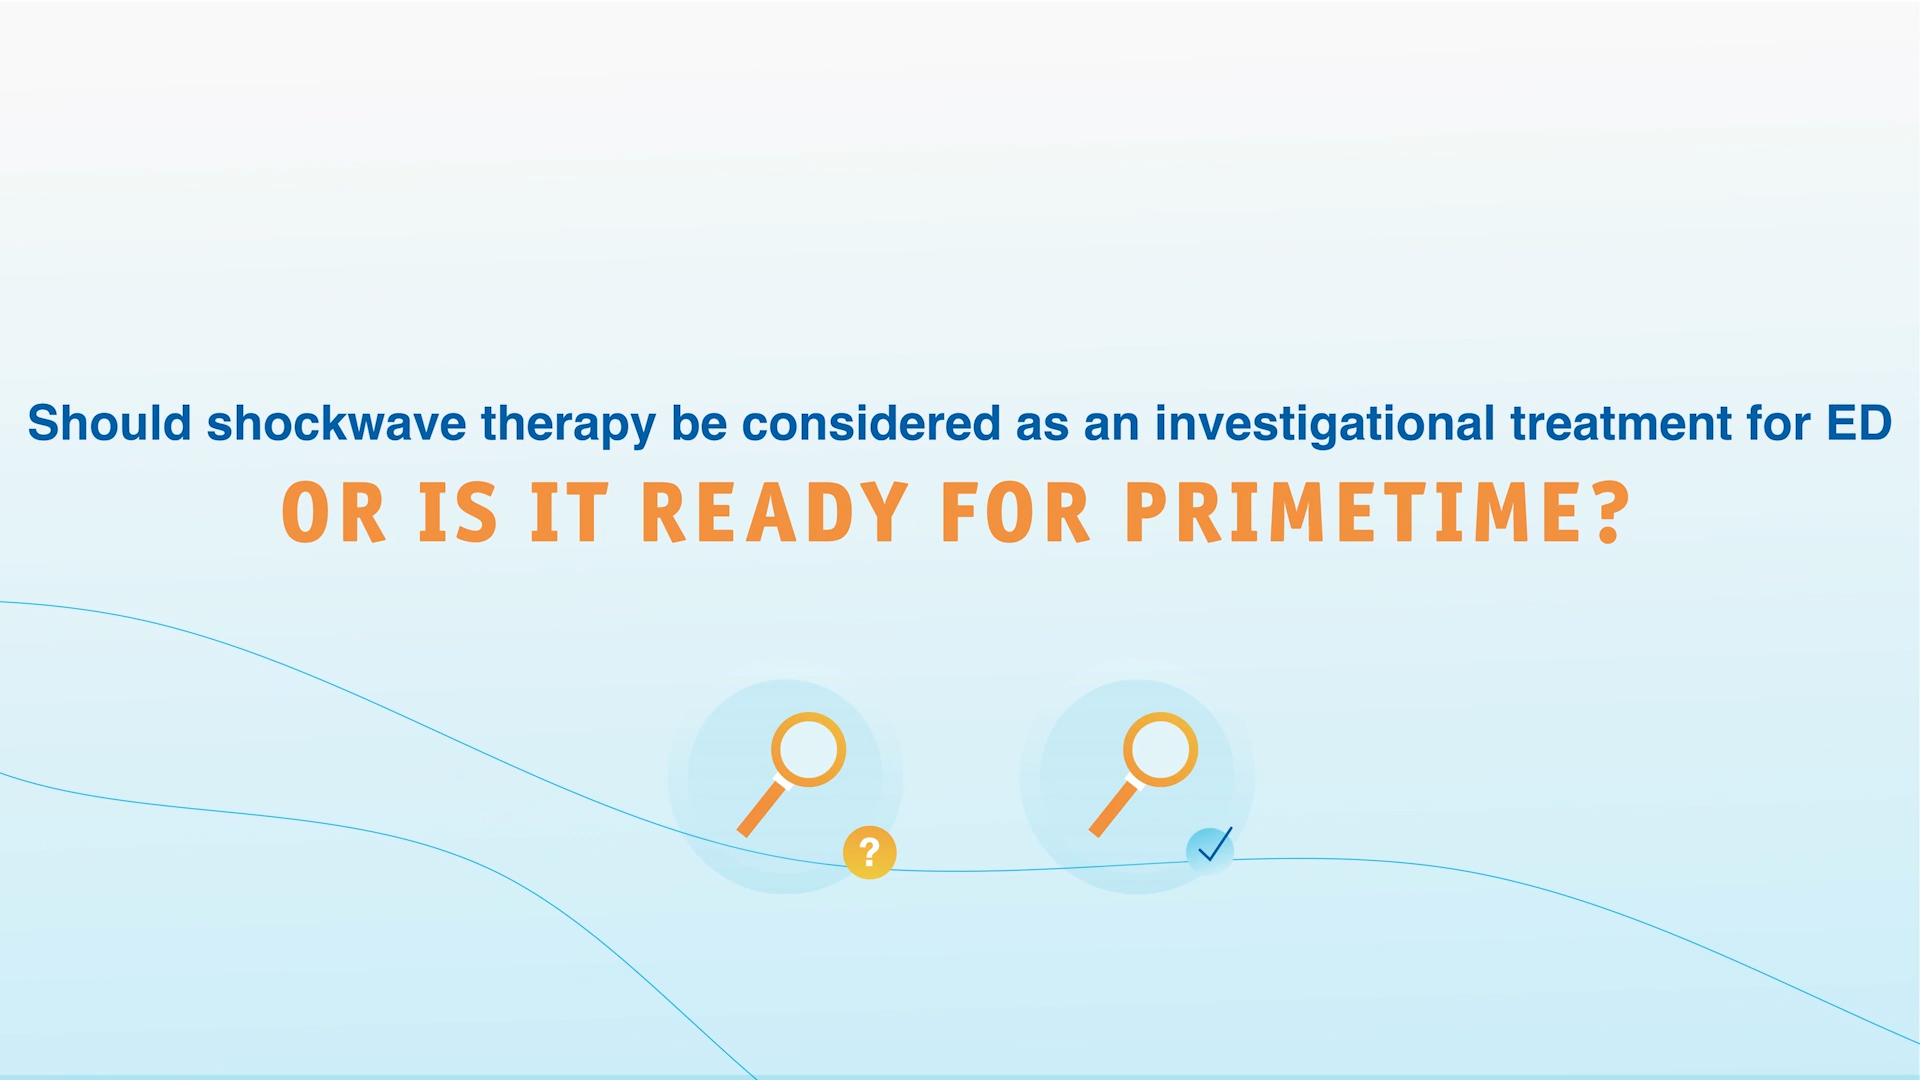 Should shockwave therapy be considered as an investigational treatment for ED
OR IS IT READY FOR PRIMETIME?
?